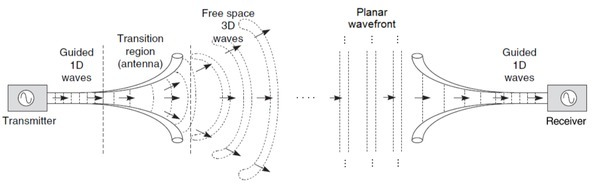 Guided
1D
waves
Transition
region
(antenna)
Free space
3D
waves
Planar
wavefront
Guided
1D
waves
Transmitter
Receiver